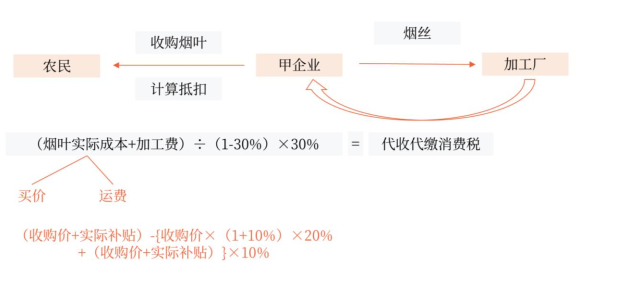 收购烟叶
烟丝
农民
甲企业
加工厂
计算抵扣
（烟叶实际成本+加工费）÷（1-30%）×30% = 代收代缴消费税
买价 运费
（收购价+实际补贴）-{收购价×（1+10%）×20%
+（收购价+实际补贴）}×10%